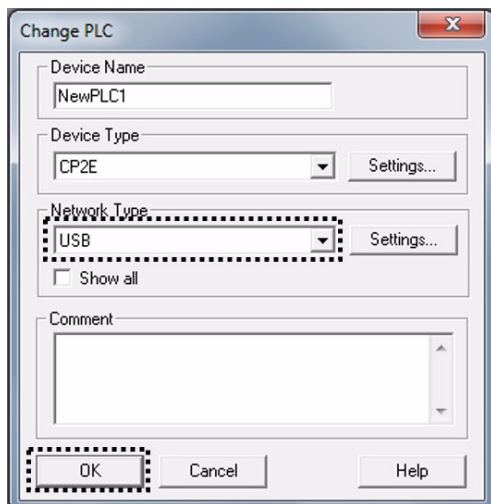 Change PLC
Device Name
NewPLC1
Device Type
CP2E
Settings...
Network Type
USB
Settings...
Show all
Comment
OK Cancel Help